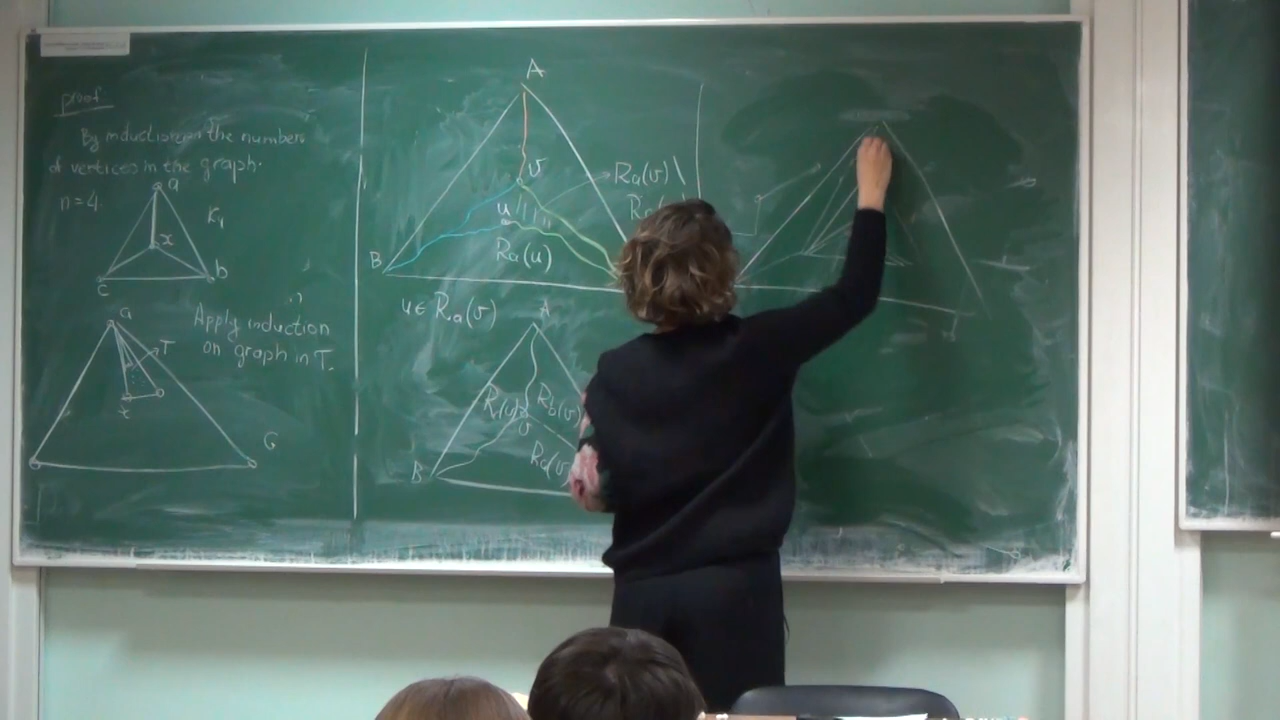 proof
By induction on the numbers
of vertices in the graph.
n=4
a
x
c
b
a
T
t
G
Apply induction
on graph in T.
A
v
u
B
Ra(v) \
Ra(u)
u ∈ Ra(v)
A
B
v
Rb(v)